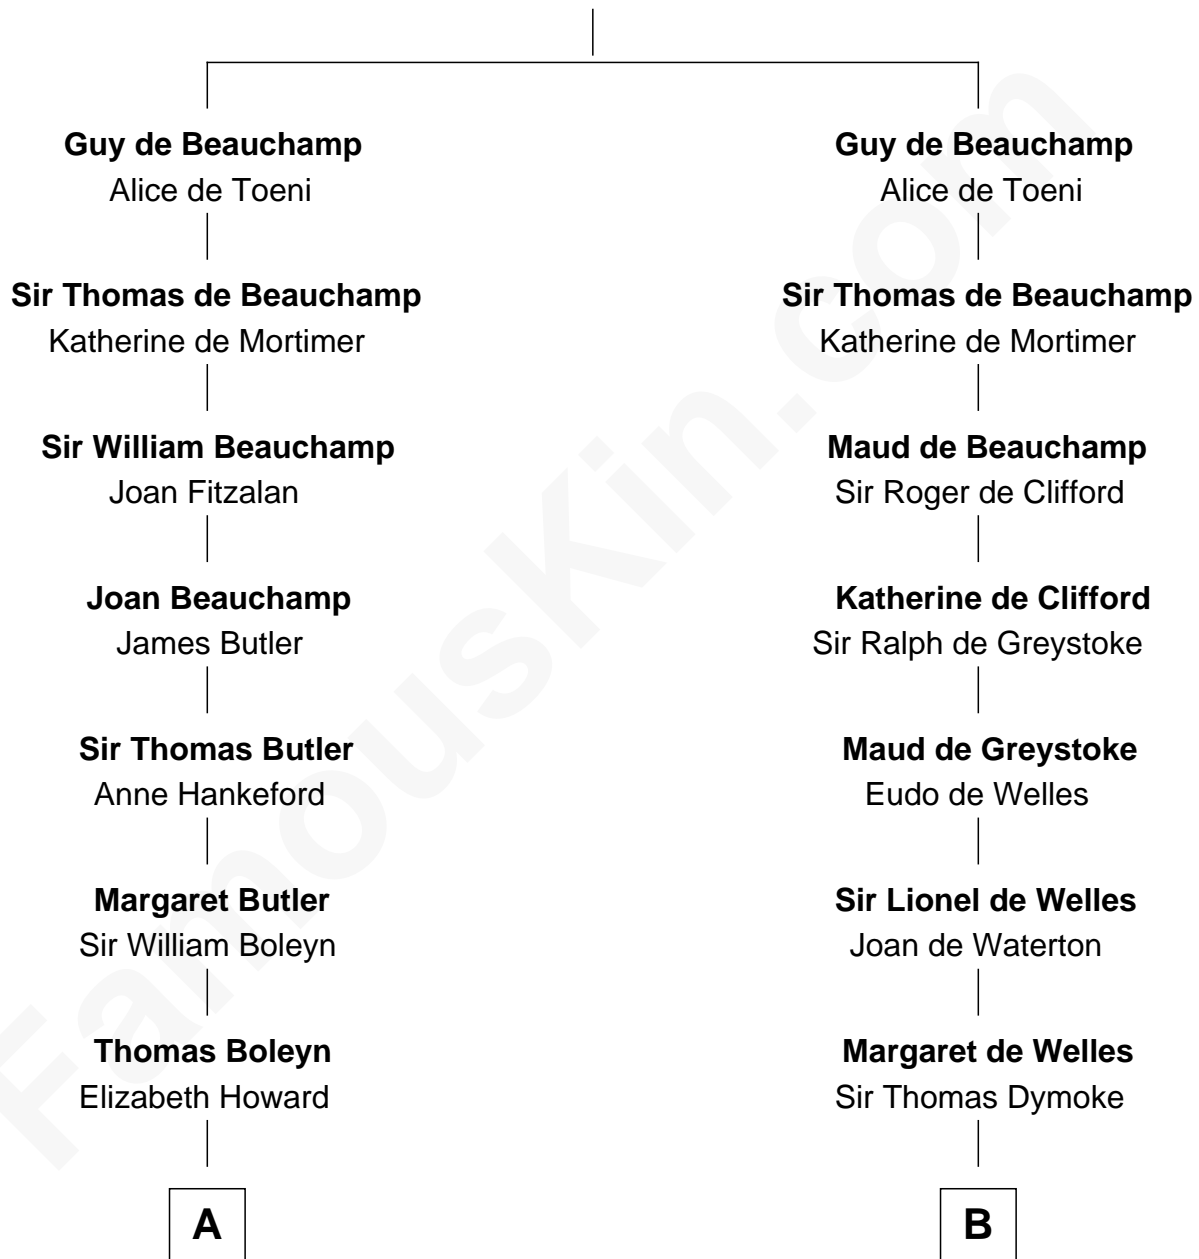 Guy de Beauchamp
Alice de Toeni
Sir Thomas de Beauchamp
Katherine de Mortimer
Sir William Beauchamp
Joan Fitzalan
Joan Beauchamp
James Butler
Sir Thomas Butler
Anne Hankeford
Margaret Butler
Sir William Boleyn
Thomas Boleyn
Elizabeth Howard
A
Guy de Beauchamp
Alice de Toeni
Sir Thomas de Beauchamp
Katherine de Mortimer
Maud de Beauchamp
Sir Roger de Clifford
Katherine de Clifford
Sir Ralph de Greystoke
Maud de Greystoke
Eudo de Welles
Sir Lionel de Welles
Joan de Waterton
Margaret de Welles
Sir Thomas Dymoke
B
FamousKin.com